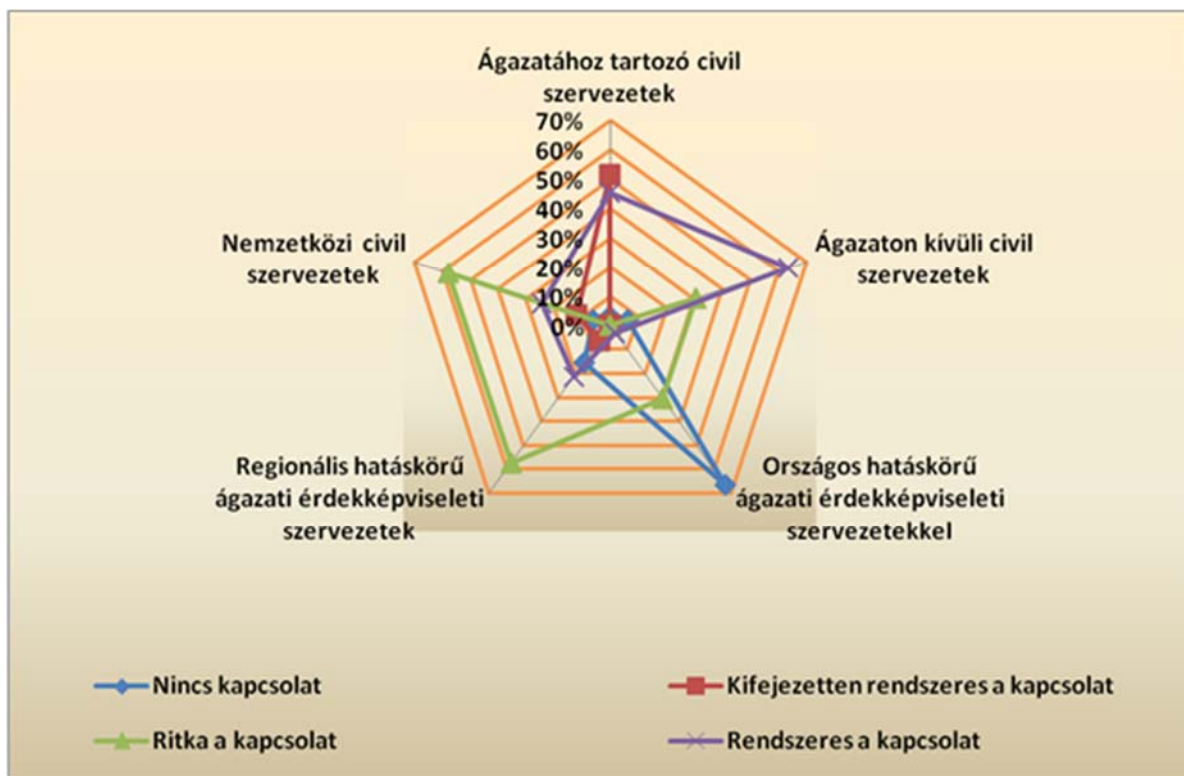 Ágazatához tartozó civil
szervezetek
70%
60%
50%
40%
30%
20%
10%
0%
Ágazaton kívüli civil
szervezetek
Országos hatáskörű
ágazati érdekképviseleti
szervezetekkel
Regionális hatáskörű
ágazati érdekképviseleti
szervezetek
Nemzetközi civil
szervezetek
Nincs kapcsolat
Kifejezetten rendszeres a kapcsolat
Ritka a kapcsolat
Rendszeres a kapcsolat